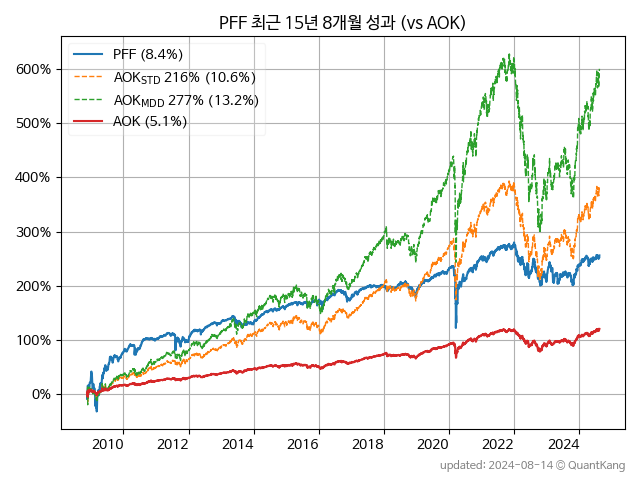 PFF 최근 15년 8개월 성과 (vs AOK)
PFF (8.4%)
AOKSTD 216% (10.6%)
AOKMDD 277% (13.2%)
AOK (5.1%)
600%
500%
400%
300%
200%
100%
0%
2010 2012 2014 2016 2018 2020 2022 2024
updated: 2024-08-14 © QuantKang